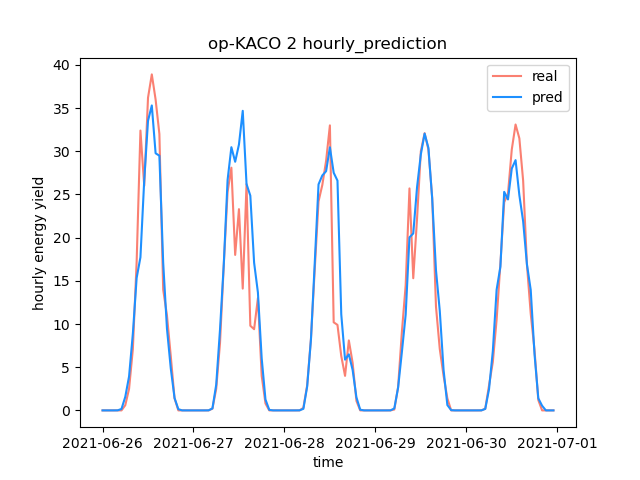 op-KACO 2 hourly_prediction
real
pred
hourly energy yield
40
35
30
25
20
15
10
5
0
2021-06-26 2021-06-27 2021-06-28 2021-06-29 2021-06-30 2021-07-01
time